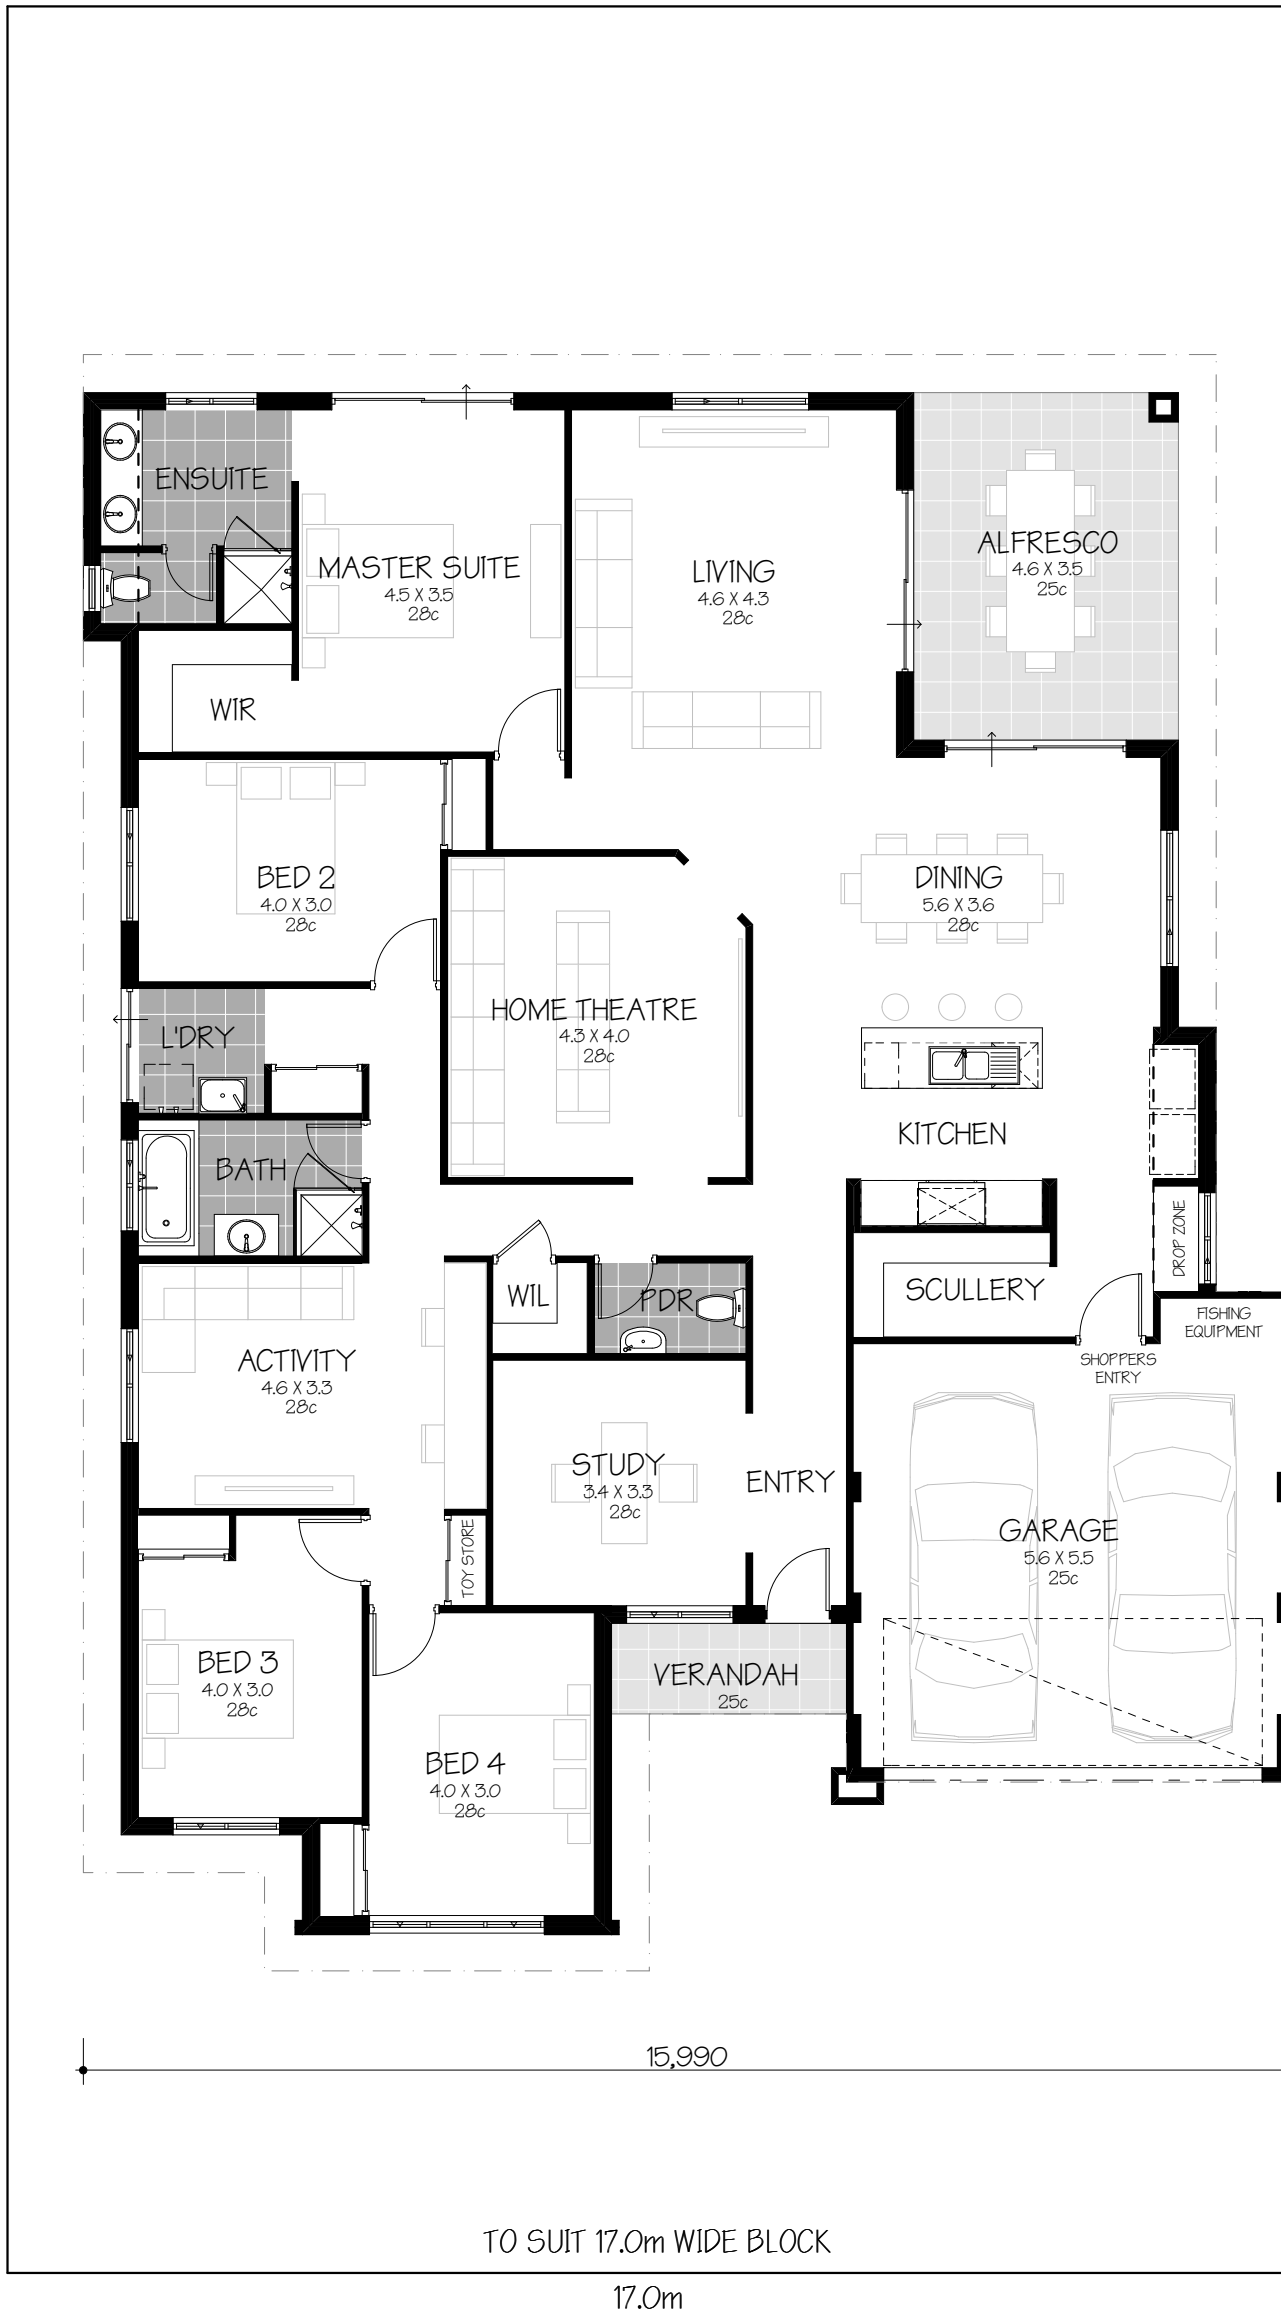 ENSUITE
MASTER SUITE
4.5 X 3.5
28c
LIVING
4.6 X 4.3
28c
ALFRESCO
4.6 X 3.5
25c
WIR
BED 2
4.0 X 3.0
28c
DINING
5.6 X 3.6
28c
L'DRY
HOME THEATRE
4.3 X 4.0
28c
KITCHEN
BATH
DROP ZONE
WIL
PDR
SCULLERY
FISHING
EQUIPMENT
SHOPPERS
ENTRY
ACTIVITY
4.6 X 3.3
28c
STUDY
3.4 X 3.3
28c
ENTRY
TOY STORE
GARAGE
5.6 X 5.5
25c
BED 3
4.0 X 3.0
28c
VERANDAH
25c
BED 4
4.0 X 3.0
28c
15,990
TO SUIT 17.0m WIDE BLOCK
17.0m